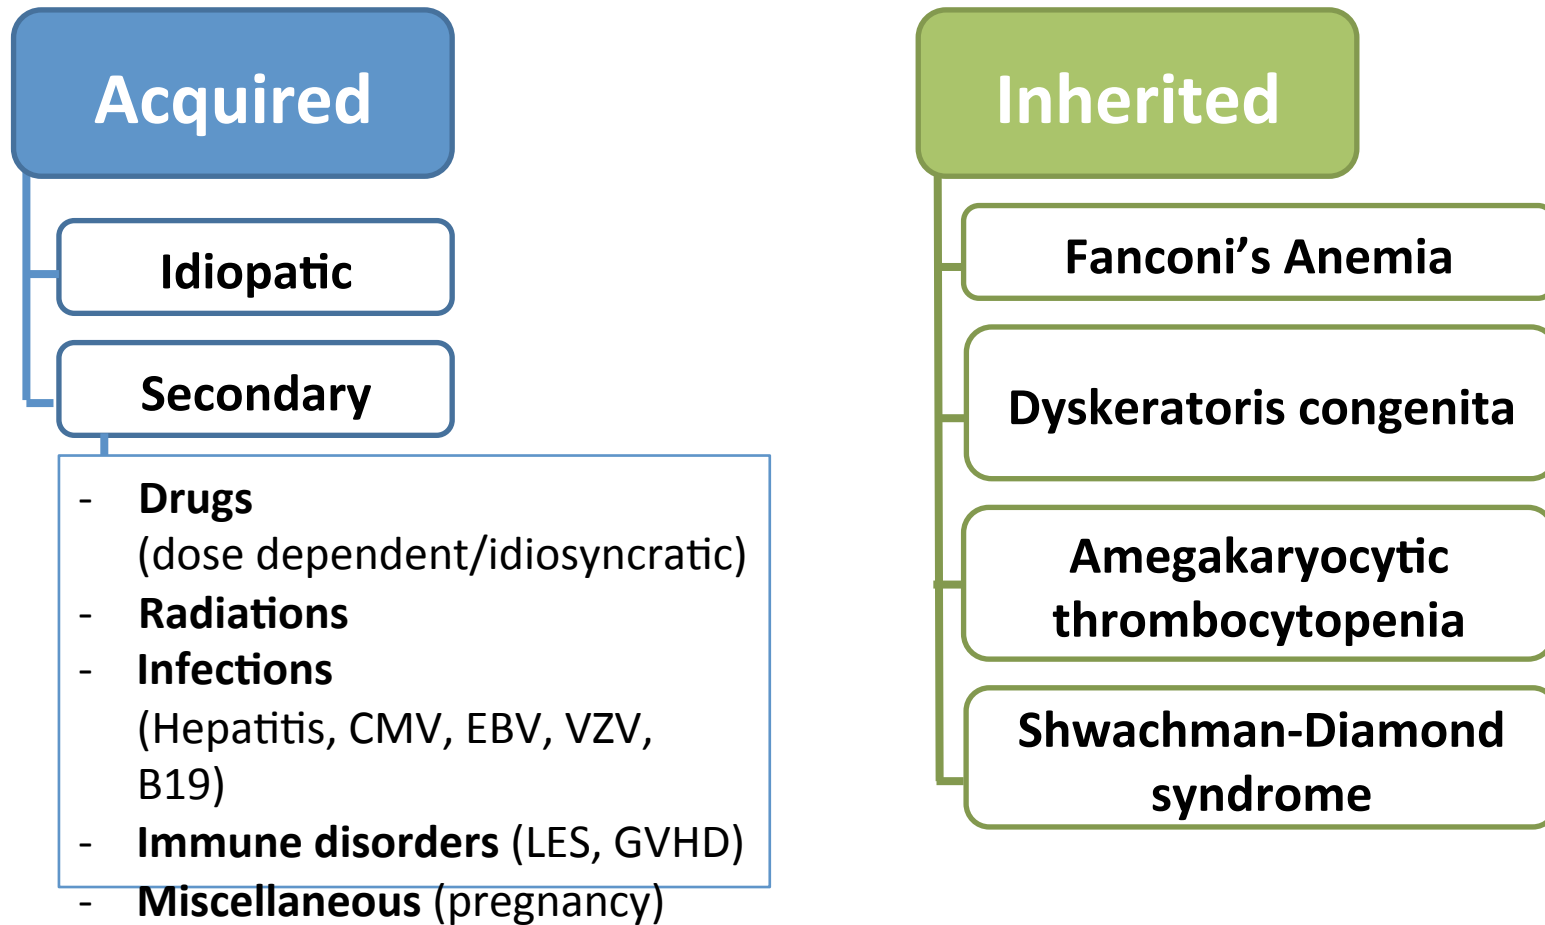 Acquired
Idiopatic
Secondary
- Drugs
(dose dependent/idiosyncratic)
- Radiations
- Infections
(Hepatitis, CMV, EBV, VZV,
B19)
- Immune disorders (LES, GVHD)
- Miscellaneous (pregnancy)
Inherited
Fanconi’s Anemia
Dyskeratoris congenita
Amegakaryocytic
thrombocytopenia
Shwachman-Diamond
syndrome